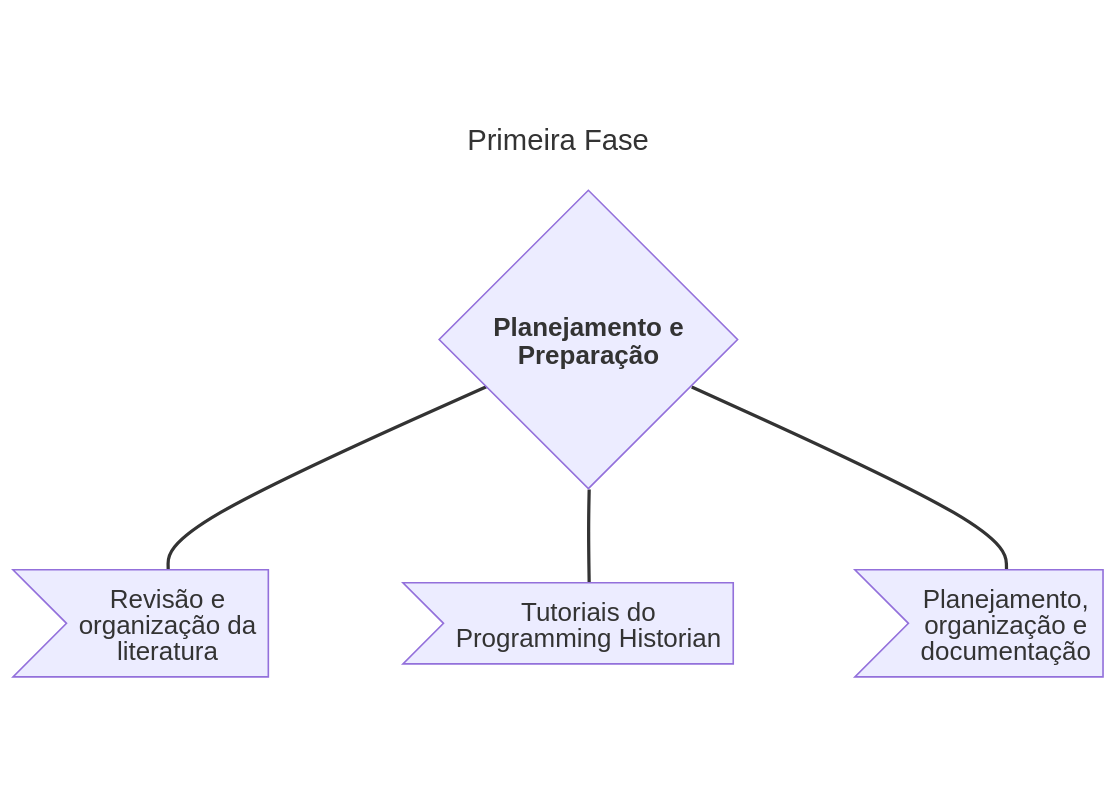 Primeira Fase
Planejamento e
Preparação
Revisão e
organização da
literatura
Tutoriais do
Programming Historian
Planejamento,
organização e
documentação